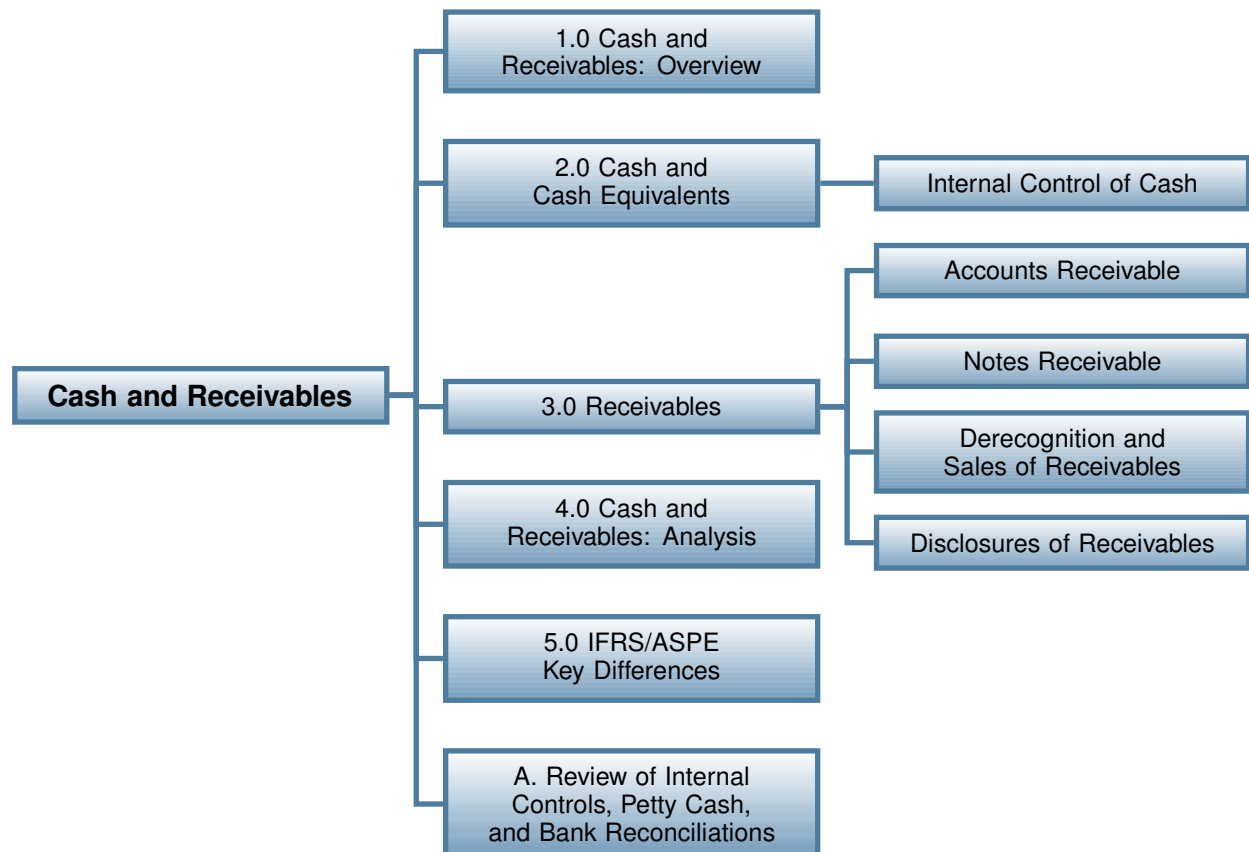 Cash and Receivables
1.0 Cash and
Receivables: Overview
2.0 Cash and
Cash Equivalents
Internal Control of Cash
3.0 Receivables
Accounts Receivable
Notes Receivable
Derecognition and
Sales of Receivables
Disclosures of Receivables
4.0 Cash and
Receivables: Analysis
5.0 IFRS/ASPE
Key Differences
A. Review of Internal
Controls, Petty Cash,
and Bank Reconciliations